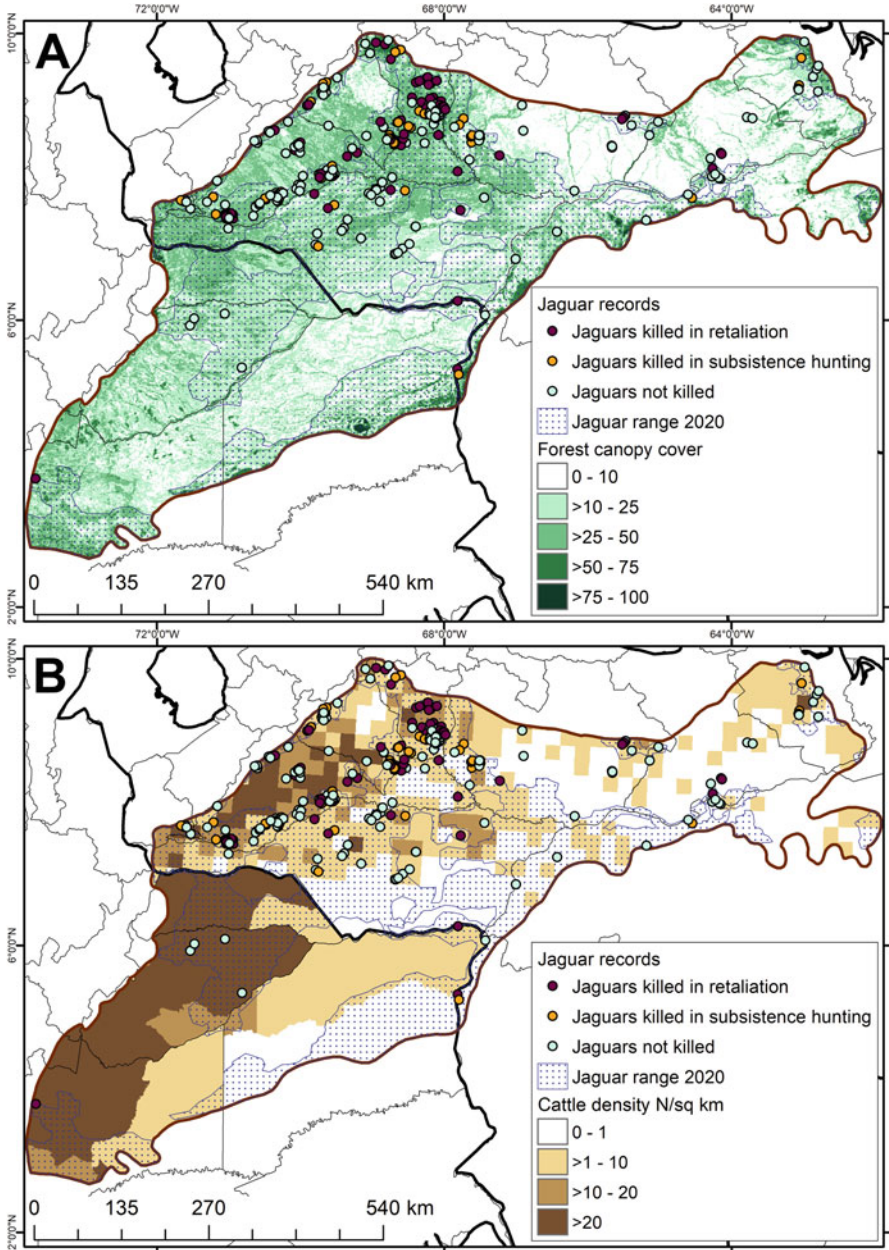 72°0'0"W 68°0'0"W 64°0'0"W
A
10°0'0"N
6°0'0"N
2°0'0"N
Jaguar records
Jaguars killed in retaliation
Jaguars killed in subsistence hunting
Jaguars not killed
Jaguar range 2020
Forest canopy cover
0 - 10
>10 - 25
>25 - 50
>50 - 75
>75 - 100
0 135 270 540 km
72°0'0"W 68°0'0"W 64°0'0"W
B
10°0'0"N
6°0'0"N
2°0'0"N
Jaguar records
Jaguars killed in retaliation
Jaguars killed in subsistence hunting
Jaguars not killed
Jaguar range 2020
Cattle density N/sq km
0 - 1
>1 - 10
>10 - 20
>20
0 135 270 540 km